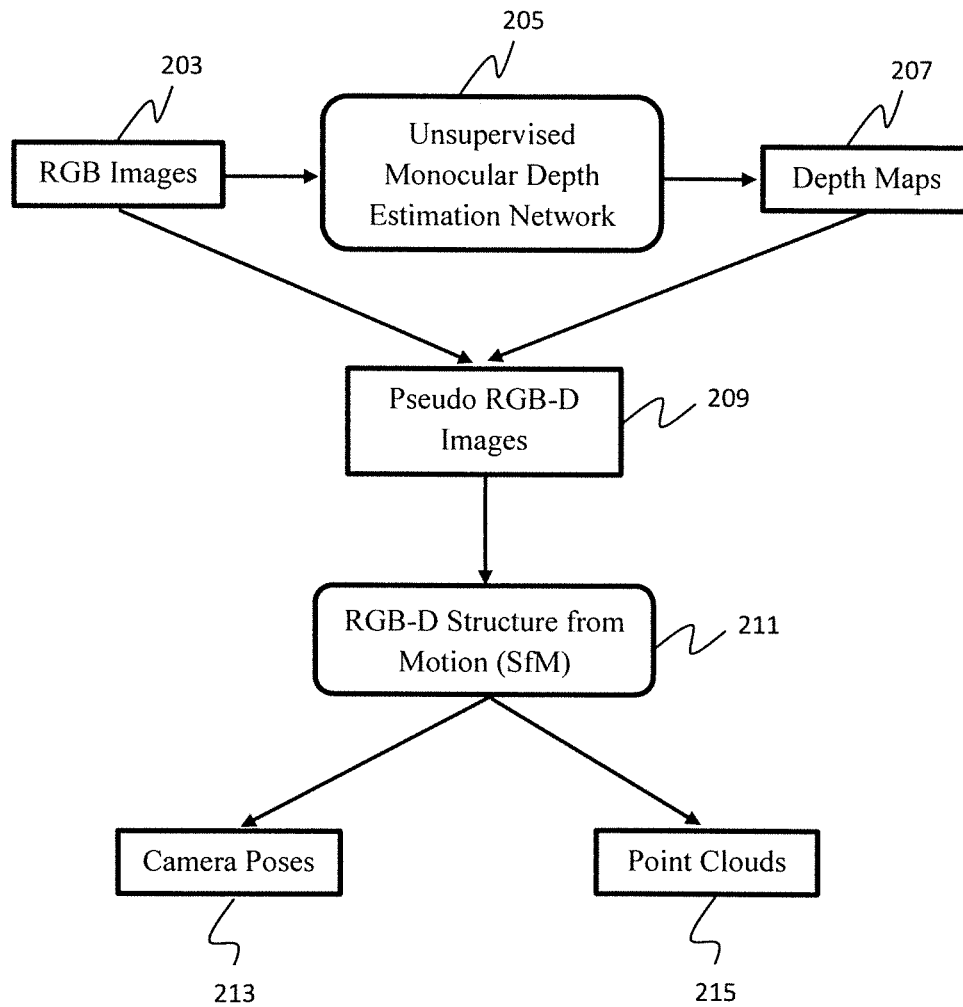 205
203
207
RGB Images
Unsupervised
Monocular Depth
Estimation Network
Depth Maps
Pseudo RGB-D
Images
209
RGB-D Structure from
Motion (SfM)
211
Camera Poses
Point Clouds
213
215